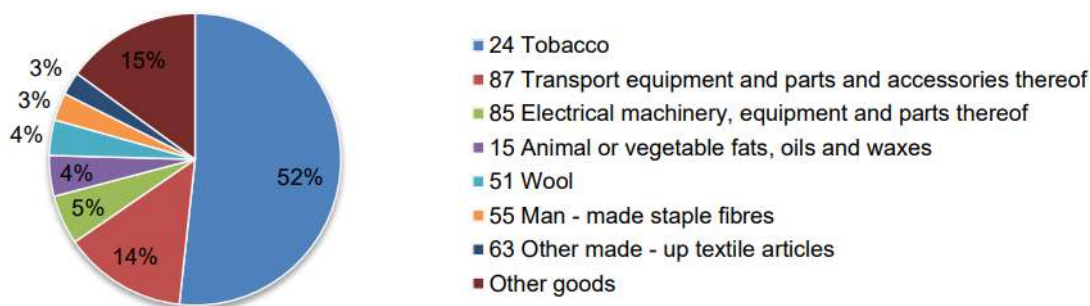 15%
3%
3%
4%
4%
5%
14%
52%
24 Tobacco
87 Transport equipment and parts and accessories thereof
85 Electrical machinery, equipment and parts thereof
15 Animal or vegetable fats, oils and waxes
51 Wool
55 Man - made staple fibres
63 Other made - up textile articles
Other goods